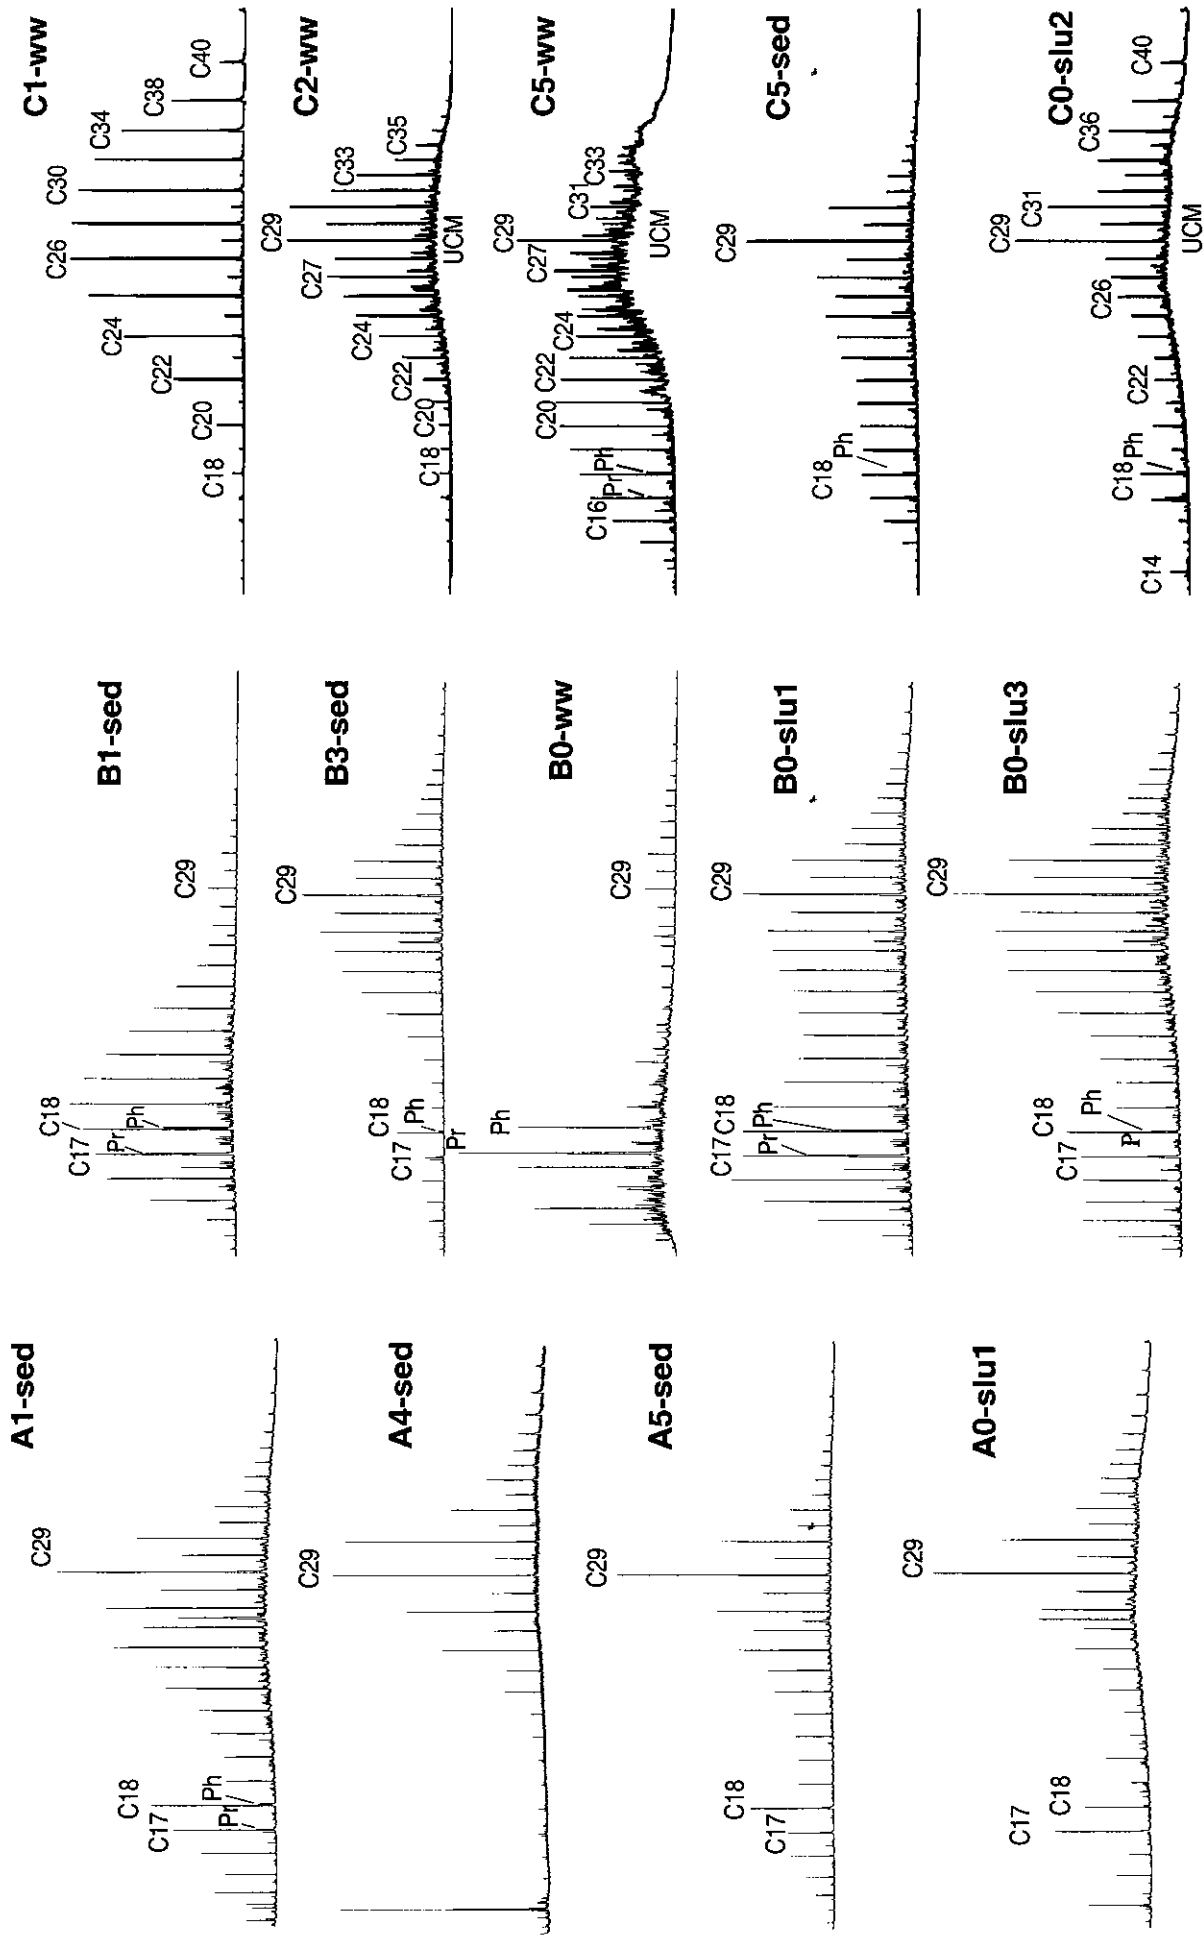 A1-sed
C29
C18
C17
Ph
Pr
A4-sed
C29
A5-sed
C29
C18
C17
A0-slu1
C29
C17
C18
B1-sed
C18
C17
Pr
Ph
C29
B3-sed
C29
C18
C17
Ph
B0-ww
Pr
Ph
C29
B0-slu1
C29
C17
C18
Pr
Ph
B0-slu3
C29
C17
C18
P
Ph
C1-ww
C18
C20
C22
C24
C26
C30
C34
C38
C40
C2-ww
C18
C20
C22
C24
C27
C29
C33
C35
UCM
C5-ww
C16
Pr
Ph
C20
C22
C24
C27
C29
C31
C33
UCM
C5-sed
C18
Ph
C29
C0-slu2
C14
C18
Ph
C22
C26
C29
C31
C36
C40
UCM